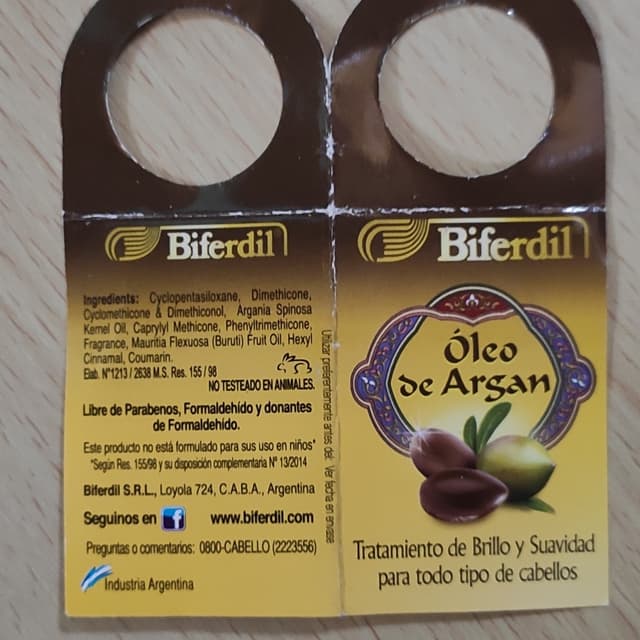 Biferdil
Ingredients: Cyclopentasiloxane, Dimethicone,
Cyclomethicone & Dimethiconol, Argania Spinosa
Kernel Oil, Caprylyl Methicone, Phenyltrimethicone,
Fragrance, Mauritia Flexuosa (Buruti) Fruit Oil, Hexyl
Cinnamal, Coumarin.
Elab. N°1213 / 2638 M.S. Res. 155 / 98
NO TESTEADO EN ANIMALES.
Libre de Parabenos, Formaldehído y donantes
de Formaldehído.
Este producto no está formulado para sus uso en niños*
*Según Res. 155/98 y su disposición complementaria N° 13/2014
Biferdil S.R.L., Loyola 724, C.A.B.A., Argentina
Seguinos en f www.biferdil.com
Preguntas o comentarios: 0800-CABELLO (2223556)
Industria Argentina
Utilizar preferentemente antes del: Ver fecha en envase
Biferdil
Óleo
de Argan
Tratamiento de Brillo y Suavidad
para todo tipo de cabellos